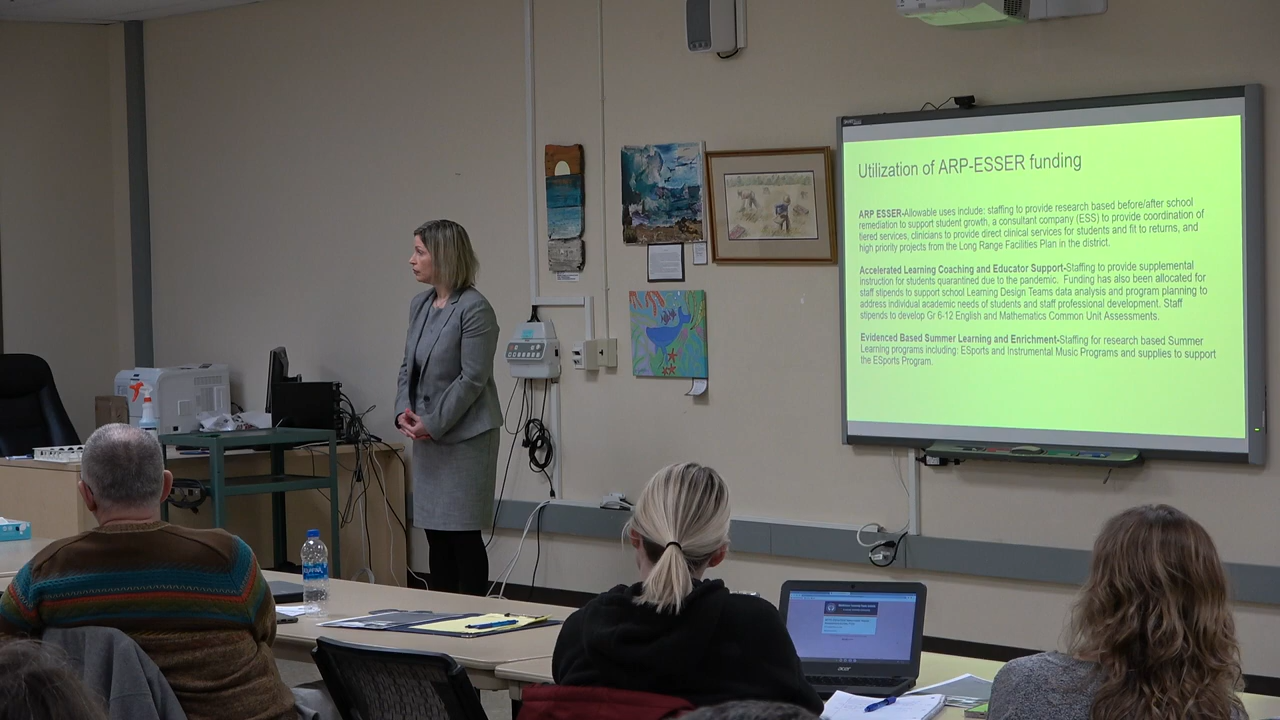 Utilization of ARP-ESSER funding
ARP ESSER-Allowable uses include: staffing to provide research based before/after school
remediation to support student growth, a consultant company (ESS) to provide coordination of
tiered services, clinicians to provide direct clinical services for students and fit to returns, and
high priority projects from the Long Range Facilities Plan in the district.
Accelerated Learning Coaching and Educator Support-Staffing to provide supplemental
instruction for students quarantined due to the pandemic. Funding has also been allocated for
staff stipends to support school Learning Design Teams data analysis and program planning to
address individual academic needs of students and staff professional development. Staff
stipends to develop Gr 6-12 English and Mathematics Common Unit Assessments.
Evidenced Based Summer Learning and Enrichment-Staffing for research based Summer
Learning programs including: ESports and Instrumental Music Programs and supplies to support
the ESports Program.
acer